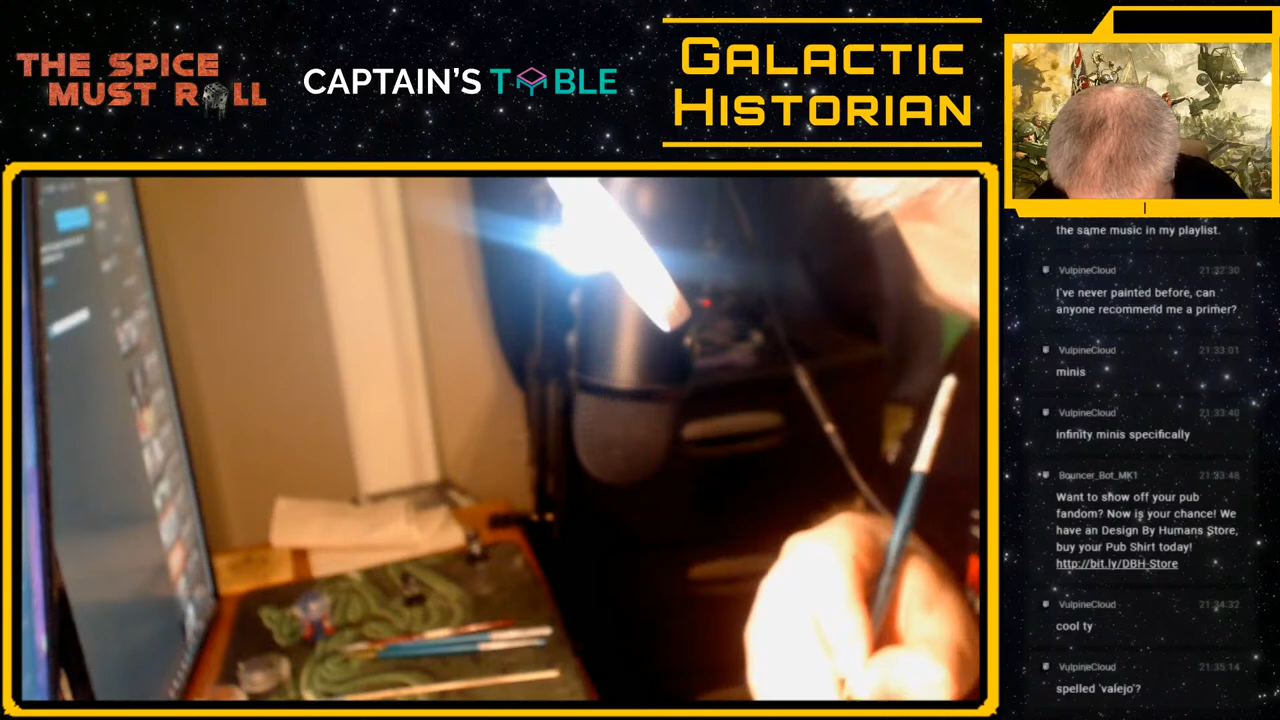 THE SPICE
MUST ROLL
CAPTAIN'S TABLE
GALACTIC
HISTORIAN
the same music in my playlist.
VulpineCloud 21:32:30
I've never painted before, can
anyone recommend me a primer?
VulpineCloud 21:33:01
minis
VulpineCloud 21:33:40
infinity minis specifically
Bouncer_Bot_MK1 21:33:48
Want to show off your pub
fandom? Now is your chance! We
have an Design By Humans Store,
buy your Pub Shirt today!
http://bit.ly/DBH-Store
VulpineCloud 21:34:32
cool ty
VulpineCloud 21:35:14
spelled 'valejo'?